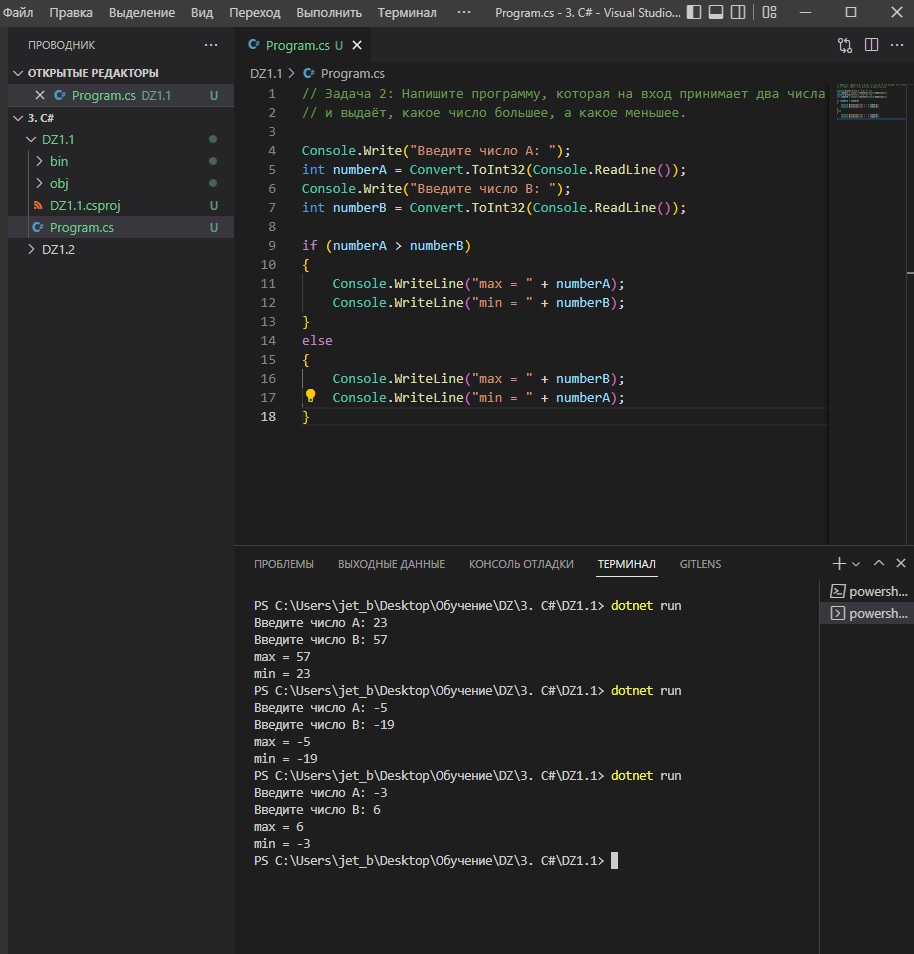 Файл Правка Выделение Вид Переход Выполнить Терминал ··· Program.cs - 3. C# - Visual Studio...
ПРОВОДНИК ···
ОТКРЫТЫЕ РЕДАКТОРЫ
Program.cs DZ1.1 U
3. C#
DZ1.1
bin
obj
DZ1.1.csproj U
Program.cs U
DZ1.2
Program.cs U
DZ1.1 > Program.cs
1 // Задача 2: Напишите программу, которая на вход принимает два числа
2 // и выдаёт, какое число большее, а какое меньшее.
3
4 Console.Write("Введите число A: ");
5 int numberA = Convert.ToInt32(Console.ReadLine());
6 Console.Write("Введите число B: ");
7 int numberB = Convert.ToInt32(Console.ReadLine());
8
9 if (numberA > numberB)
10 {
11     Console.WriteLine("max = " + numberA);
12     Console.WriteLine("min = " + numberB);
13 }
14 else
15 {
16     Console.WriteLine("max = " + numberB);
17     Console.WriteLine("min = " + numberA);
18 }
ПРОБЛЕМЫ ВЫХОДНЫЕ ДАННЫЕ КОНСОЛЬ ОТЛАДКИ ТЕРМИНАЛ GITLENS
PS C:\Users\jet_b\Desktop\Обучение\DZ\3. C#\DZ1.1> dotnet run
Введите число A: 23
Введите число B: 57
max = 57
min = 23
PS C:\Users\jet_b\Desktop\Обучение\DZ\3. C#\DZ1.1> dotnet run
Введите число A: -5
Введите число B: -19
max = -5
min = -19
PS C:\Users\jet_b\Desktop\Обучение\DZ\3. C#\DZ1.1> dotnet run
Введите число A: -3
Введите число B: 6
max = 6
min = -3
PS C:\Users\jet_b\Desktop\Обучение\DZ\3. C#\DZ1.1>
powersh...
powersh...